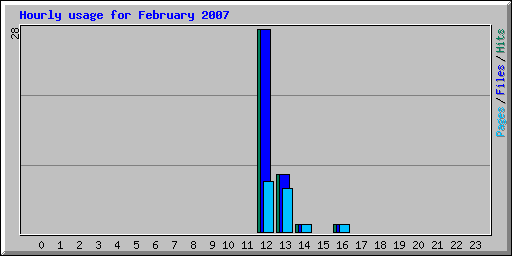 Hourly usage for February 2007
28
Pages/Files/Hits
0 1 2 3 4 5 6 7 8 9 10 11 12 13 14 15 16 17 18 19 20 21 22 23